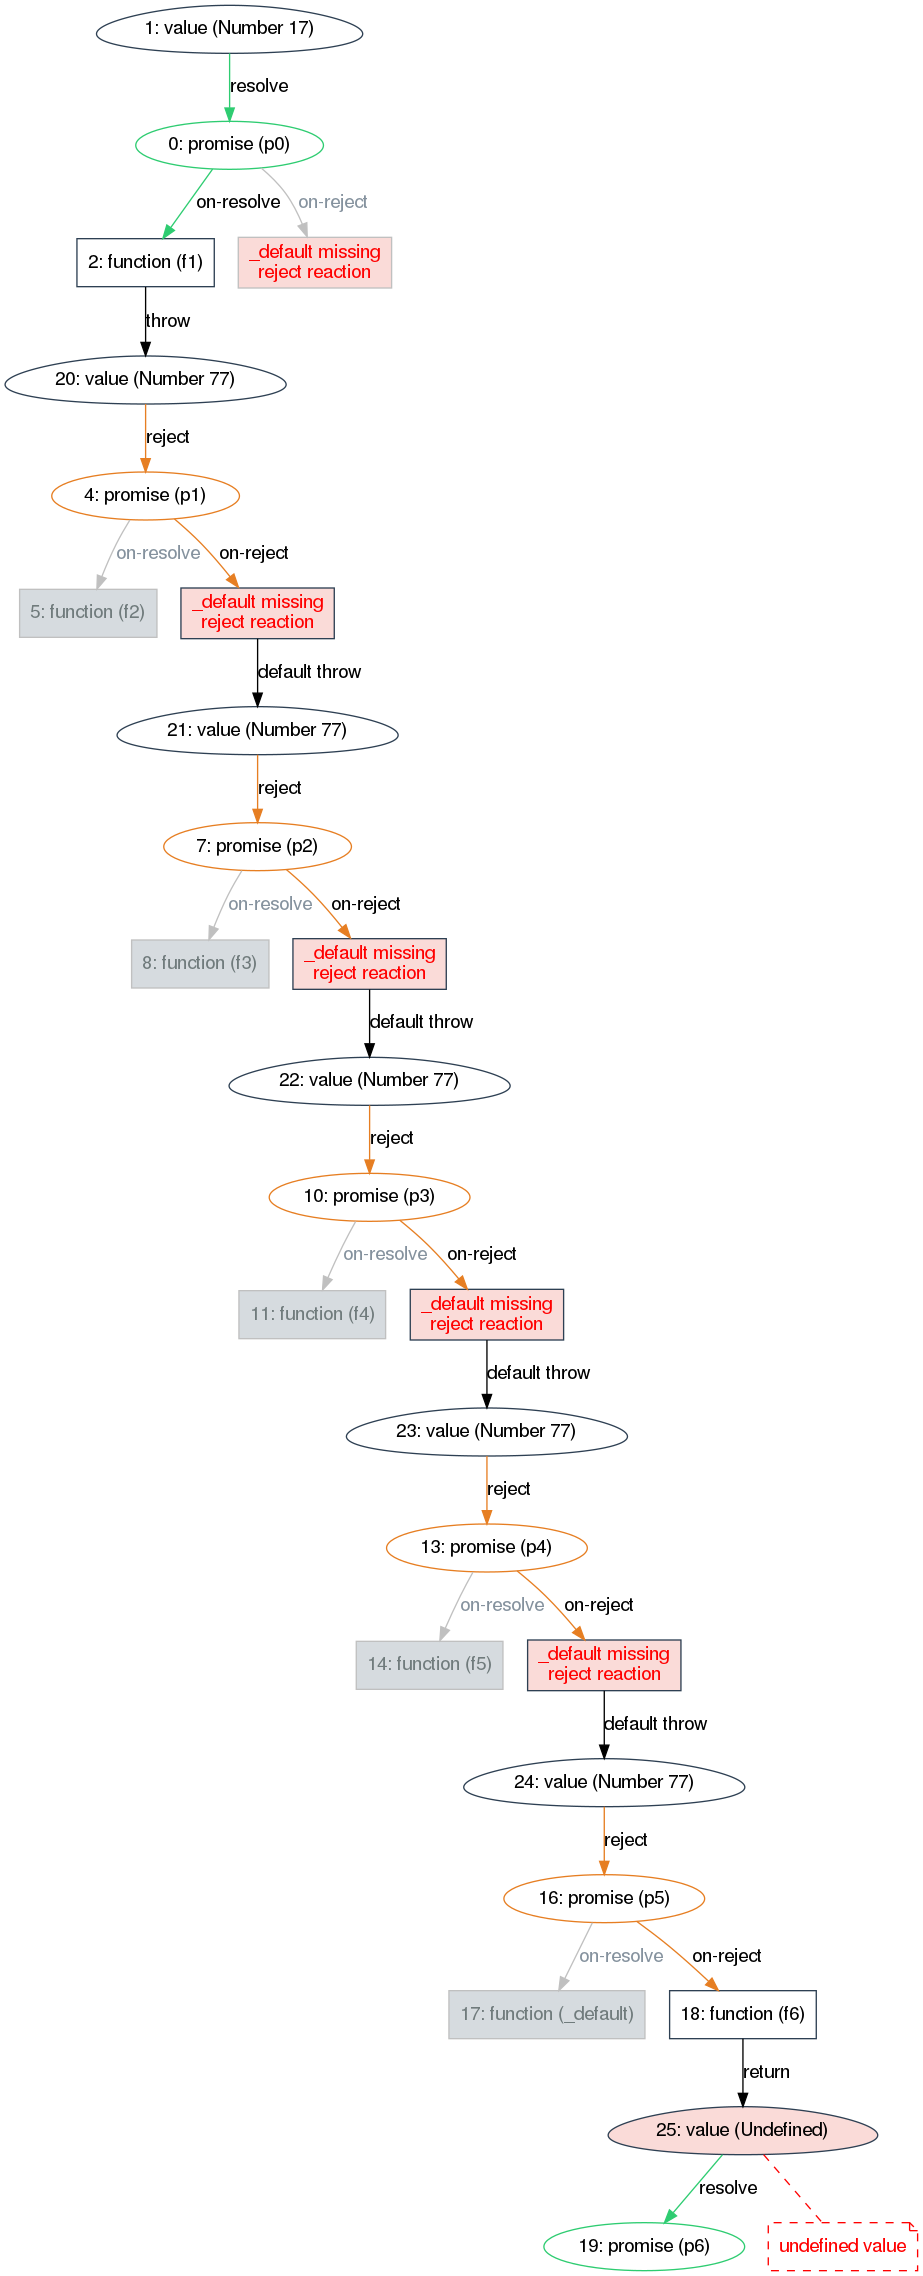 1: value (Number 17)
resolve
0: promise (p0)
on-resolve
on-reject
2: function (f1)
_default missing
reject reaction
throw
20: value (Number 77)
reject
4: promise (p1)
on-resolve
on-reject
5: function (f2)
_default missing
reject reaction
default throw
21: value (Number 77)
reject
7: promise (p2)
on-resolve
on-reject
8: function (f3)
_default missing
reject reaction
default throw
22: value (Number 77)
reject
10: promise (p3)
on-resolve
on-reject
11: function (f4)
_default missing
reject reaction
default throw
23: value (Number 77)
reject
13: promise (p4)
on-resolve
on-reject
14: function (f5)
_default missing
reject reaction
default throw
24: value (Number 77)
reject
16: promise (p5)
on-resolve
on-reject
17: function (_default)
18: function (f6)
return
25: value (Undefined)
resolve
19: promise (p6)
undefined value